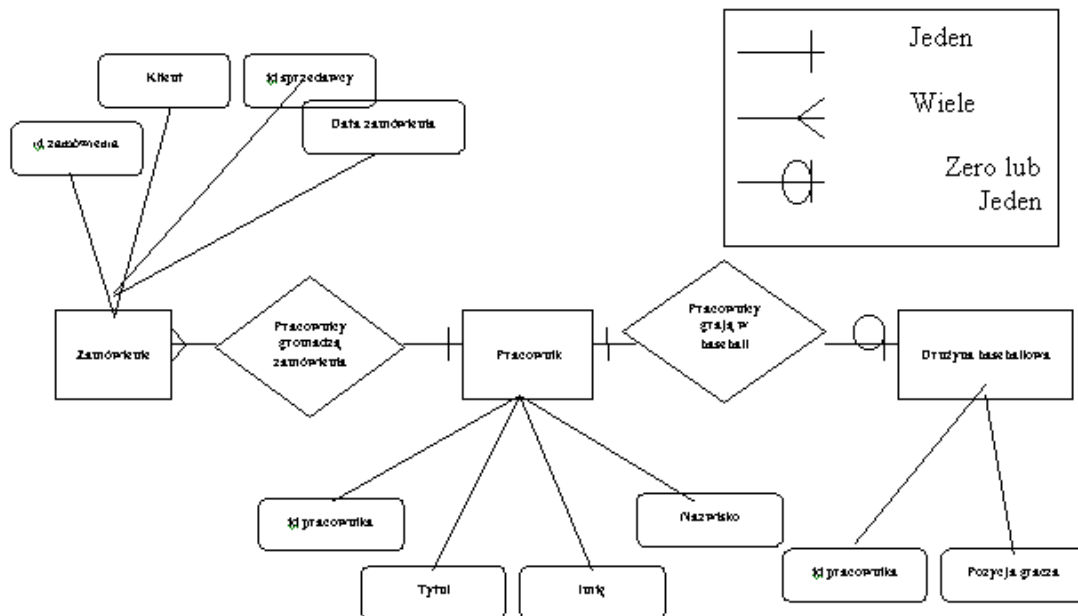 Jeden
Wiele
Zero lub
Jeden
Klient
id sprzedawcy
Data zamówienia
id zamówienia
Zamówienie
Pracownicy
gromadzą
zamówienia
Pracownik
Pracownicy
grają w
baseball
Drużyna baseballowa
id pracownika
Tytuł
Imię
Nazwisko
id pracownika
Pozycja gracza